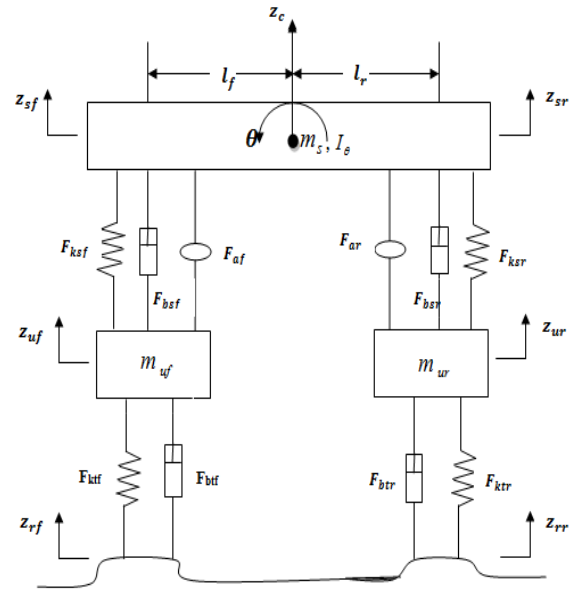 z_c
l_f l_r
z_sf z_sr
θ m_s , I_θ
F_ksf F_af F_ar F_ksr
F_bsf F_bsr
z_uf z_ur
m_uf m_ur
F_ktf F_btf F_btr F_ktr
z_rf z_rr